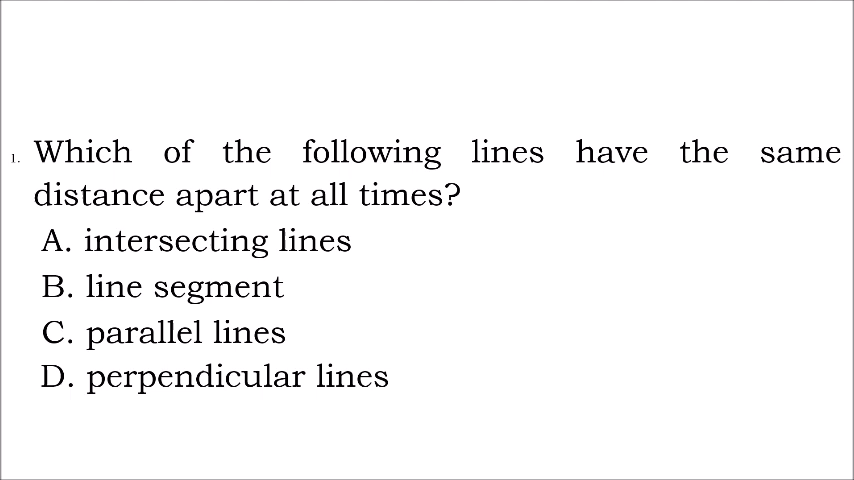 1. Which of the following lines have the same
distance apart at all times?
A. intersecting lines
B. line segment
C. parallel lines
D. perpendicular lines